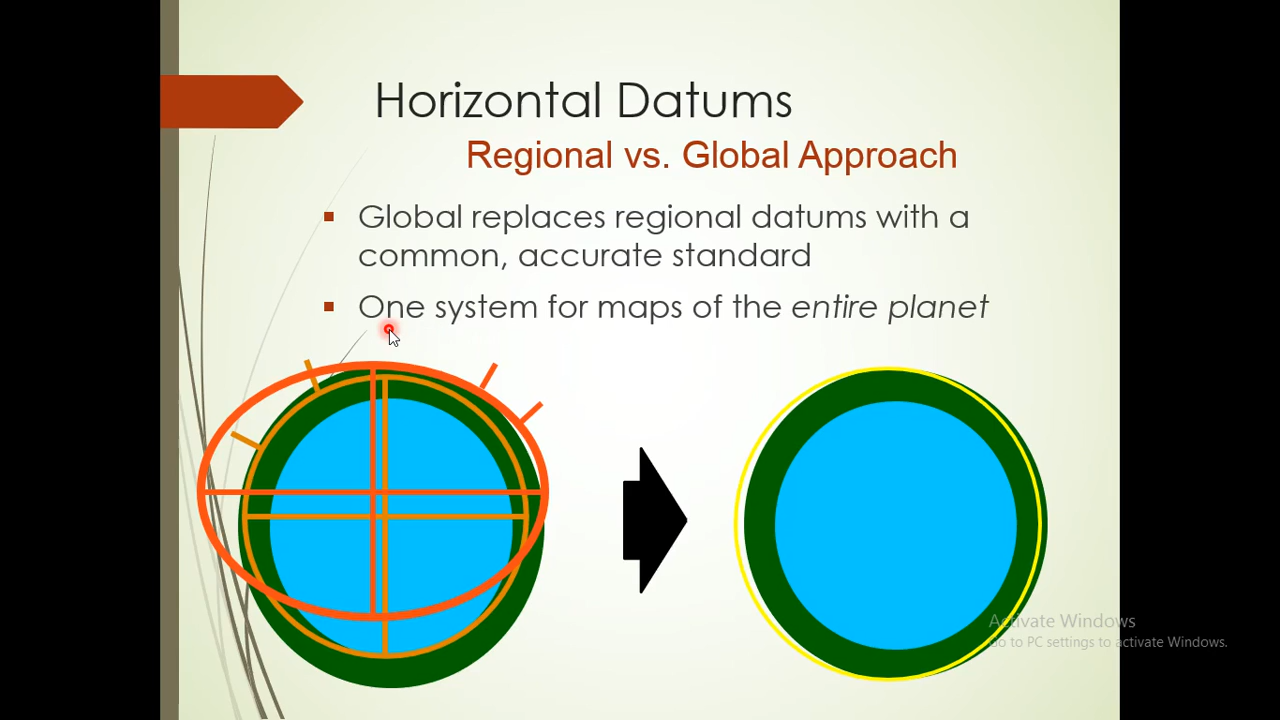 Horizontal Datums
Regional vs. Global Approach
Global replaces regional datums with a
common, accurate standard
One system for maps of the entire planet
Activate Windows
Go to PC settings to activate Windows.